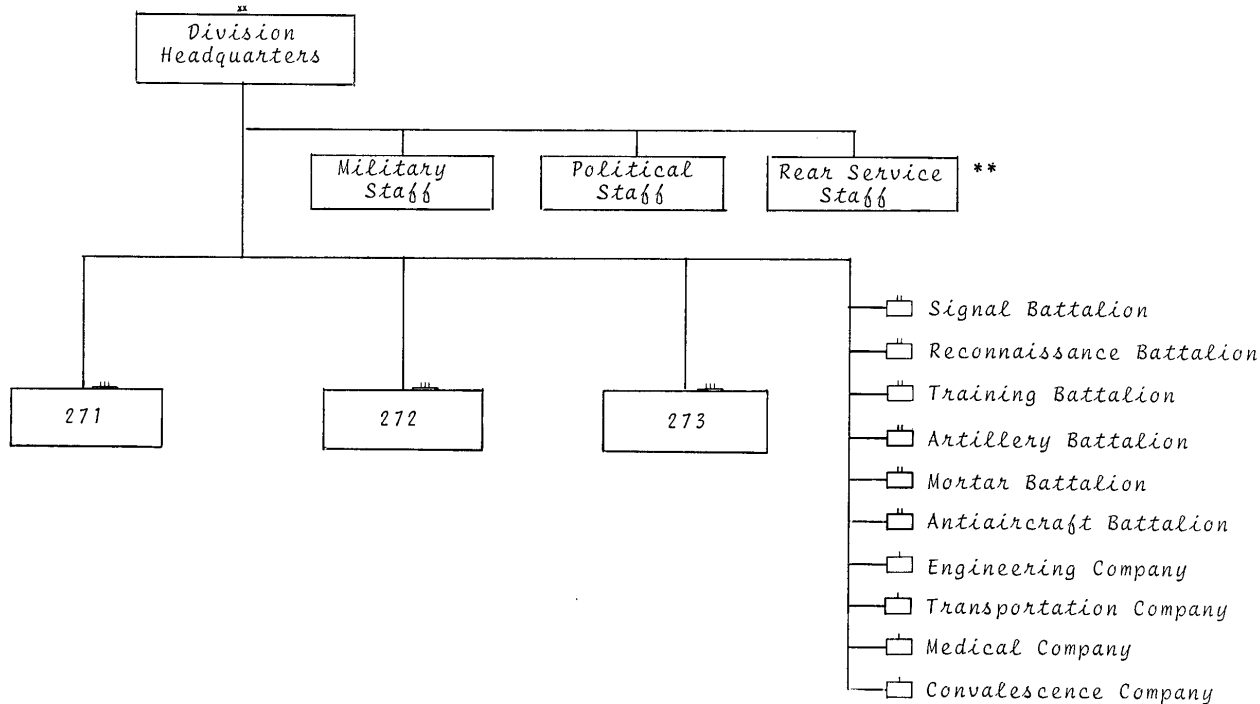 xx
Division
Headquarters
Military
Staff
Political
Staff
Rear Service
Staff
**
271
272
273
Signal Battalion
Reconnaissance Battalion
Training Battalion
Artillery Battalion
Mortar Battalion
Antiaircraft Battalion
Engineering Company
Transportation Company
Medical Company
Convalescence Company